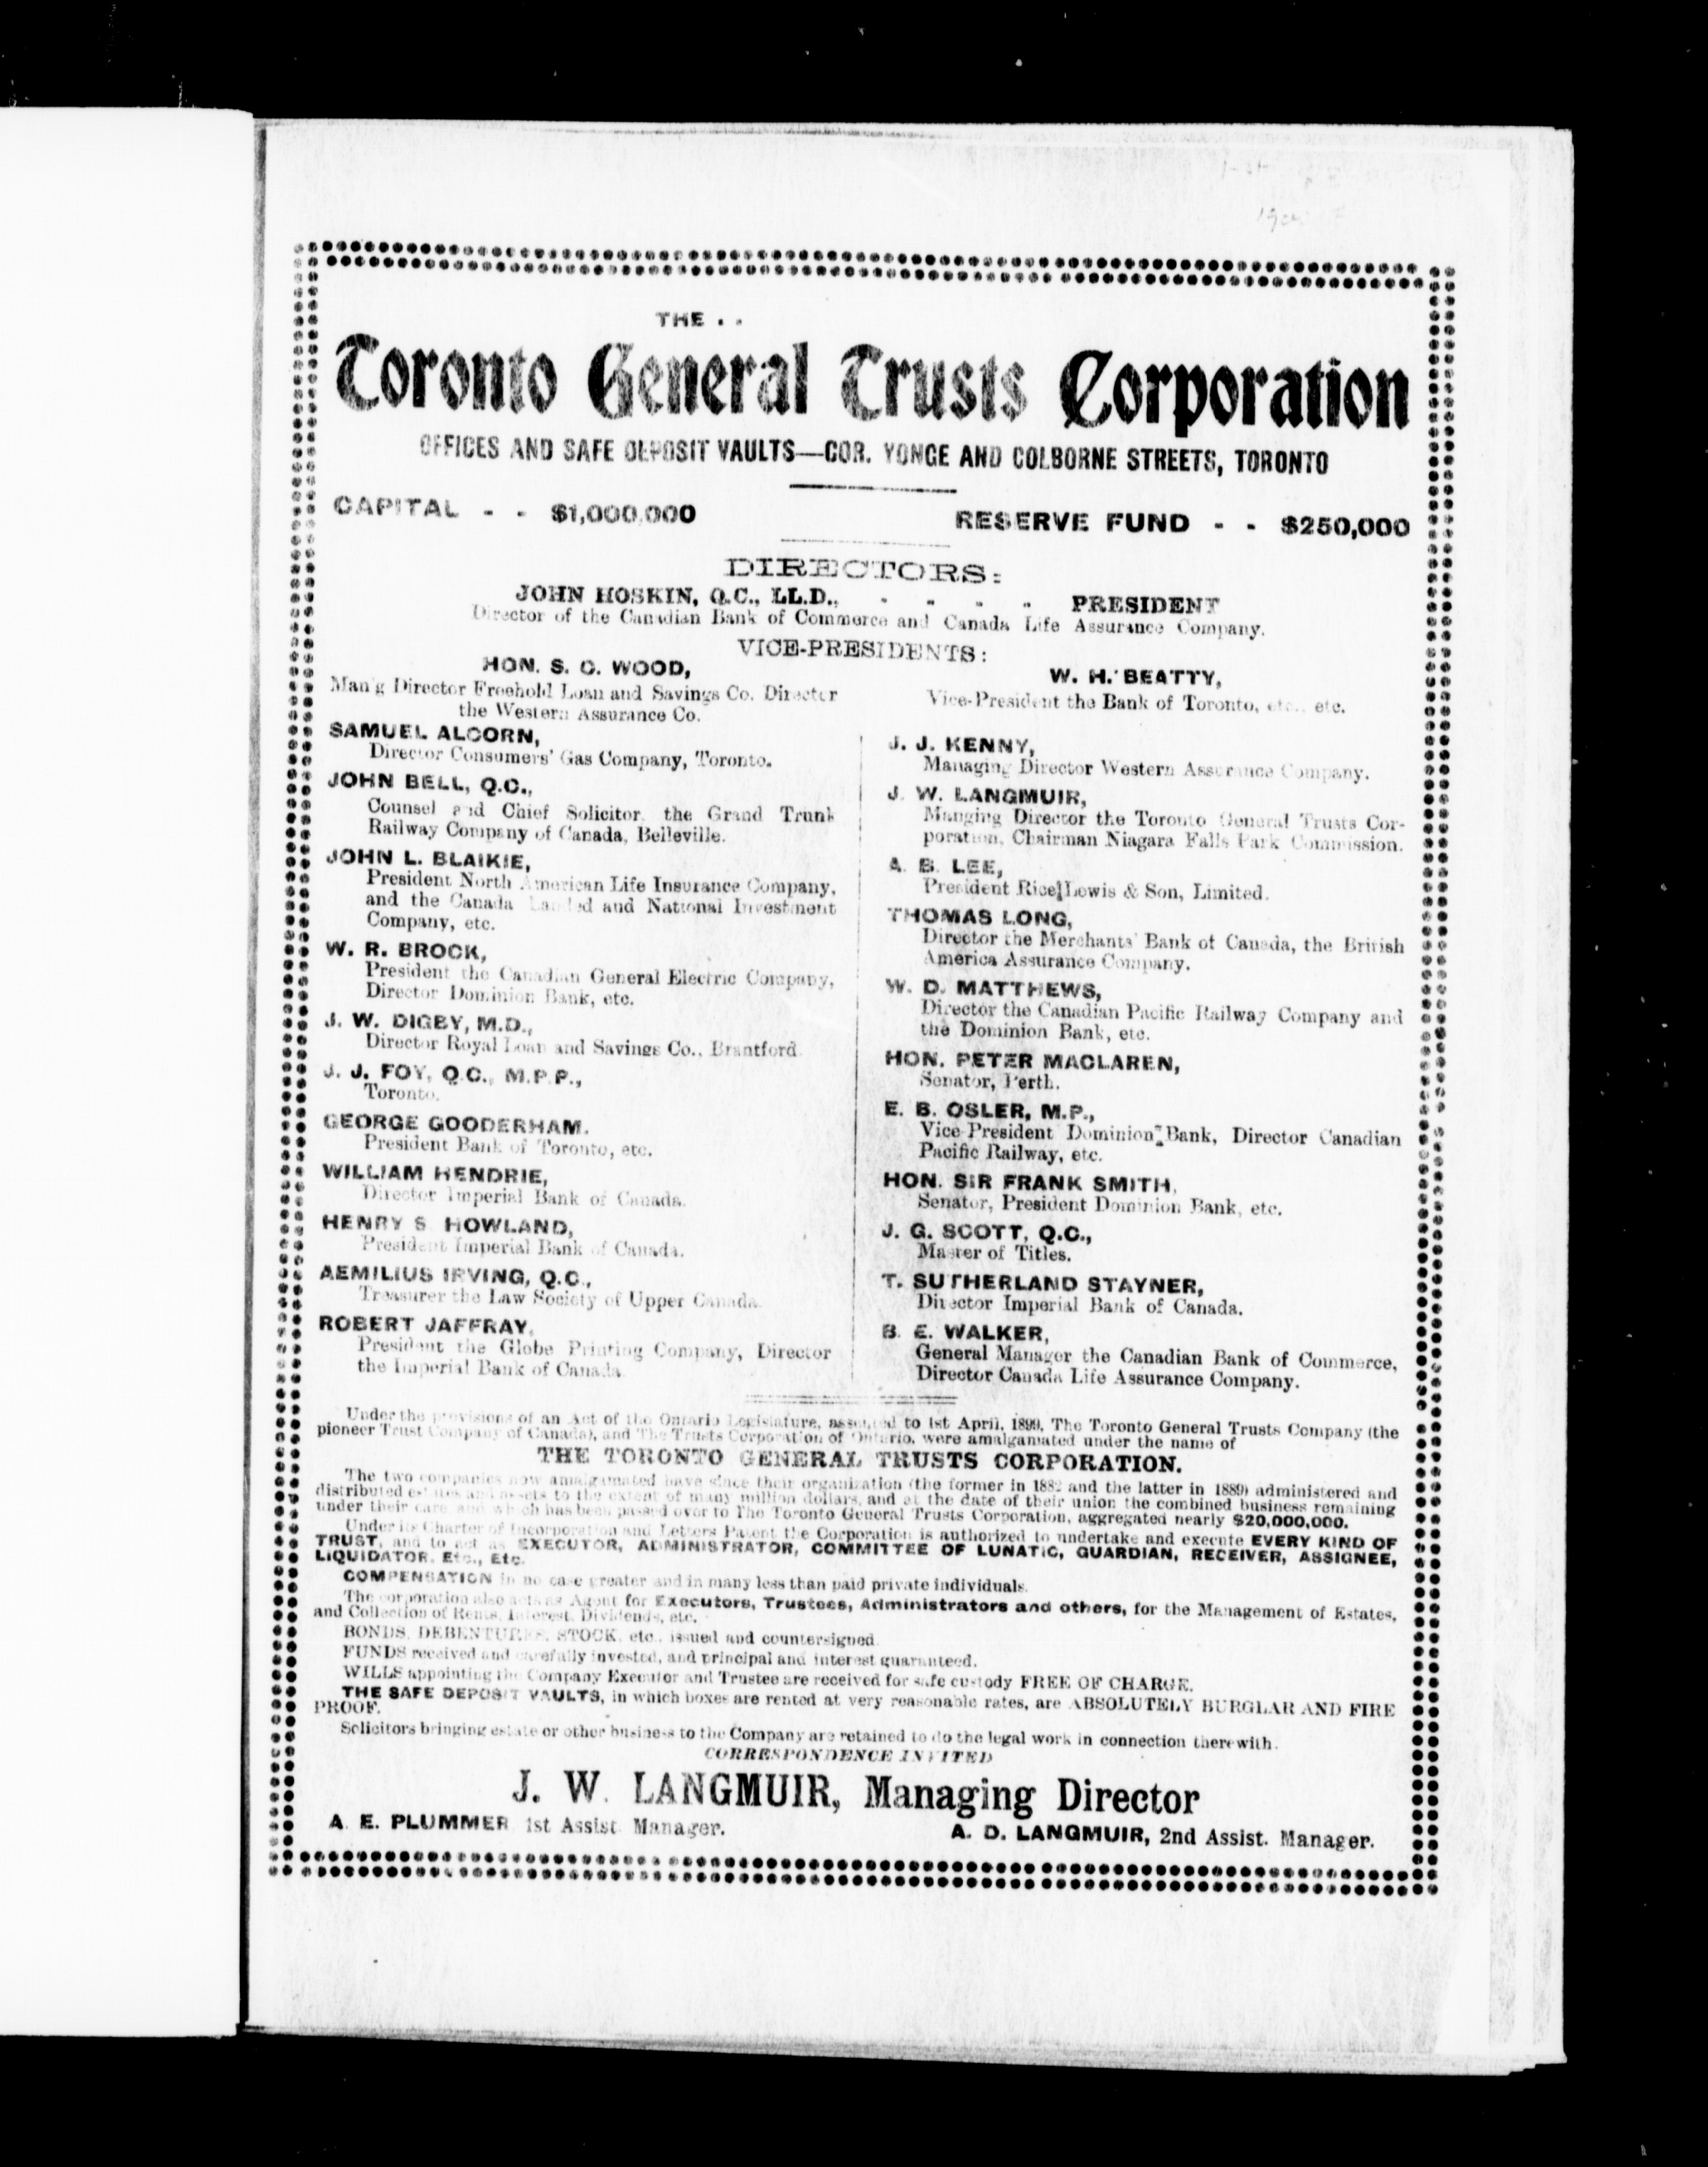 THE . .
Toronto General Trusts Corporation
OFFICES AND SAFE DEPOSIT VAULTS—COR. YONGE AND COLBORNE STREETS, TORONTO
CAPITAL - - $1,000,000
RESERVE FUND - - $250,000
DIRECTORS:
JOHN HOSKIN, Q.C., LL.D., - - - - PRESIDENT
Director of the Canadian Bank of Commerce and Canada Life Assurance Company.
VICE-PRESIDENTS:
HON. S. C. WOOD,
Man'g Director Freehold Loan and Savings Co. Director
the Western Assurance Co.
W. H. BEATTY,
Vice-President the Bank of Toronto, etc., etc.
SAMUEL ALCORN,
Director Consumers' Gas Company, Toronto.
JOHN BELL, Q.C.,
Counsel and Chief Solicitor the Grand Trunk
Railway Company of Canada, Belleville.
JOHN L. BLAIKIE,
President North American Life Insurance Company,
and the Canada Landed and National Investment
Company, etc.
W. R. BROCK,
President the Canadian General Electric Company,
Director Dominion Bank, etc.
J. W. DIGBY, M.D.,
Director Royal Loan and Savings Co., Brantford
J. J. FOY, Q.C., M.P.P.,
Toronto.
GEORGE GOODERHAM.
President Bank of Toronto, etc.
WILLIAM HENDRIE,
Director Imperial Bank of Canada.
HENRY S HOWLAND,
President Imperial Bank of Canada.
AEMILIUS IRVING, Q.C.,
Treasurer the Law Society of Upper Canada.
ROBERT JAFFRAY,
President the Globe Printing Company, Director
the Imperial Bank of Canada.
J. J. KENNY,
Managing Director Western Assurance Company.
J. W. LANGMUIR,
Manging Director the Toronto General Trusts Cor-
poration, Chairman Niagara Falls Park Commission.
A. B. LEE,
President Rice Lewis & Son, Limited.
THOMAS LONG,
Director the Merchants' Bank of Canada, the British
America Assurance Company.
W. D. MATTHEWS,
Director the Canadian Pacific Railway Company and
the Dominion Bank, etc.
HON. PETER MACLAREN,
Senator, Perth.
E. B. OSLER, M.P.,
Vice-President Dominion Bank, Director Canadian
Pacific Railway, etc.
HON. SIR FRANK SMITH,
Senator, President Dominion Bank, etc.
J. G. SCOTT, Q.C.,
Master of Titles.
T. SUTHERLAND STAYNER,
Director Imperial Bank of Canada.
B. E. WALKER,
General Manager the Canadian Bank of Commerce,
Director Canada Life Assurance Company.
Under the provisions of an Act of the Ontario Legislature, assented to 1st April, 1899, The Toronto General Trusts Company (the
pioneer Trust Company of Canada), and The Trusts Corporation of Ontario, were amalgamated under the name of
THE TORONTO GENERAL TRUSTS CORPORATION.
The two companies now amalgamated have since their organization (the former in 1882 and the latter in 1889) administered and
distributed estates and assets to the extent of many million dollars, and at the date of their union the combined business remaining
under their care and which has been passed over to The Toronto General Trusts Corporation, aggregated nearly $20,000,000.
Under its Charter of Incorporation and Letters Patent the Corporation is authorized to undertake and execute EVERY KIND OF
TRUST, and to act as EXECUTOR, ADMINISTRATOR, COMMITTEE OF LUNATIC, GUARDIAN, RECEIVER, ASSIGNEE,
LIQUIDATOR, Etc., Etc.
COMPENSATION in no case greater and in many less than paid private individuals.
The corporation also acts as Agent for Executors, Trustees, Administrators and others, for the Management of Estates,
and Collection of Rents, Interest, Dividends, etc.
BONDS, DEBENTURES, STOCK, etc., issued and countersigned.
FUNDS received and carefully invested, and principal and interest guaranteed.
WILLS appointing the Company Executor and Trustee are received for safe custody FREE OF CHARGE.
THE SAFE DEPOSIT VAULTS, in which boxes are rented at very reasonable rates, are ABSOLUTELY BURGLAR AND FIRE
PROOF.
Solicitors bringing estate or other business to the Company are retained to do the legal work in connection therewith.
CORRESPONDENCE INVITED
J. W. LANGMUIR, Managing Director
A. E. PLUMMER 1st Assist. Manager.
A. D. LANGMUIR, 2nd Assist. Manager.